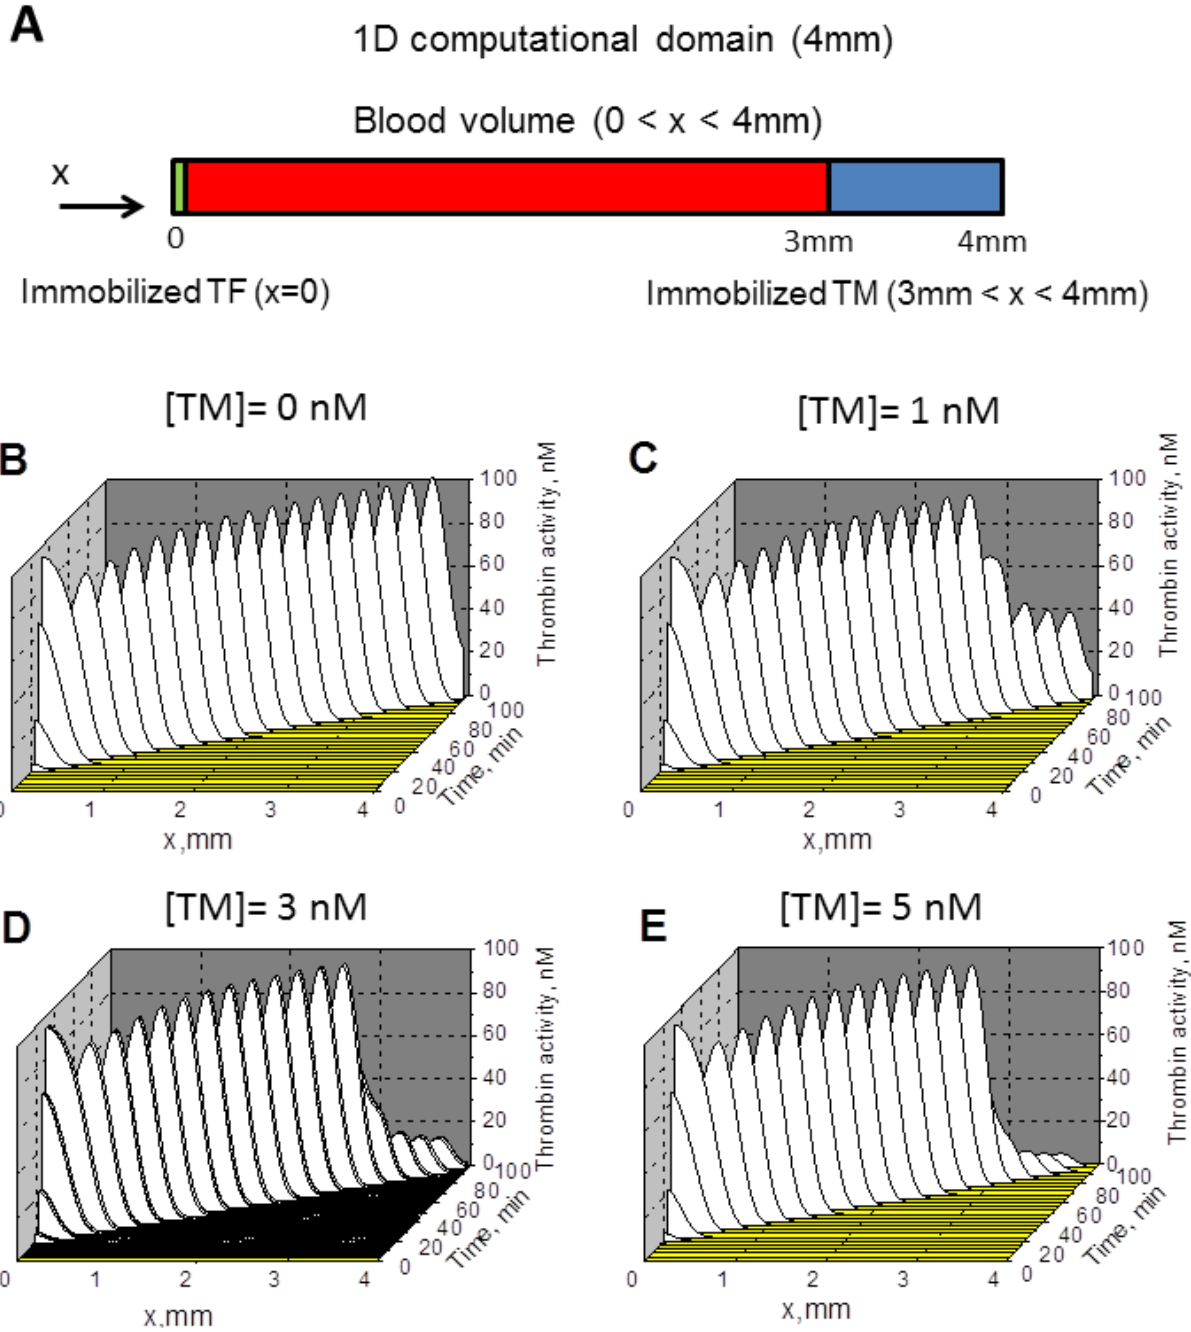 A
1D computational domain (4mm)
Blood volume (0 < x < 4mm)
x
0 3mm 4mm
Immobilized TF (x=0) Immobilized TM (3mm < x < 4mm)
[TM]= 0 nM [TM]= 1 nM
B
100
80
60
40
20
0
Thrombin activity, nM
100
80
60
40
20
0
Time, min
0 1 2 3 4
x,mm
C
100
80
60
40
20
0
Thrombin activity, nM
100
80
60
40
20
0
Time, min
0 1 2 3 4
x,mm
[TM]= 3 nM [TM]= 5 nM
D
100
80
60
40
20
0
Thrombin activity, nM
100
80
60
40
20
0
Time, min
0 1 2 3 4
x,mm
E
100
80
60
40
20
0
Thrombin activity, nM
100
80
60
40
20
0
Time, min
0 1 2 3 4
x,mm